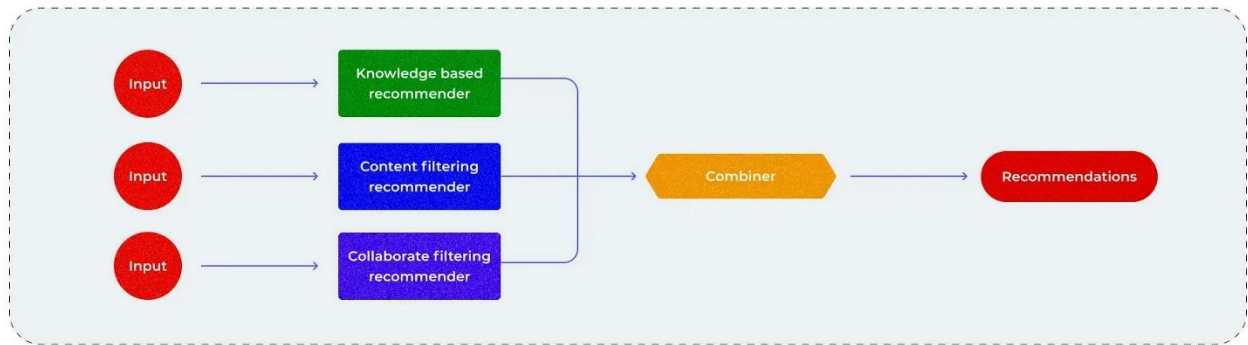 Input
Knowledge based
recommender
Input
Content filtering
recommender
Combiner
Recommendations
Input
Collaborate filtering
recommender